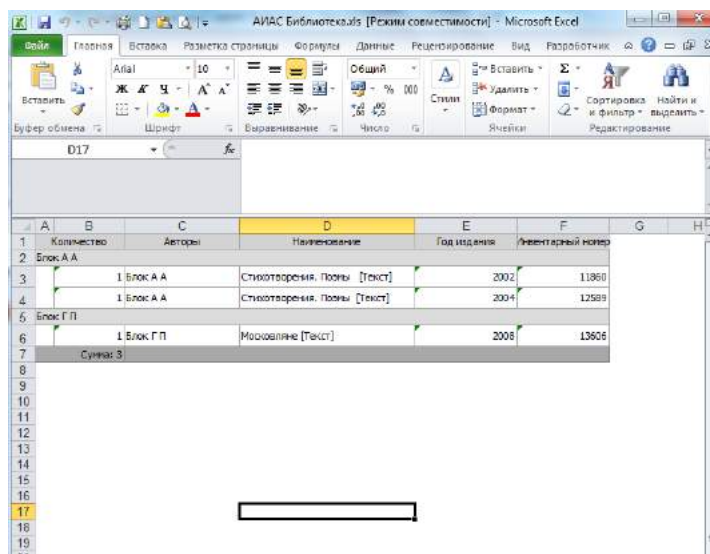 АИАС Библиотека.xls [Режим совместимости] - Microsoft Excel
Файл Главная Вставка Разметка страницы Формулы Данные Рецензирование Вид Разработчик
Arial 10 Общий Вставить Σ
Вставить Ж К Ч А А % 000 Стили Удалить Сортировка Найти и
Формат и фильтр выделить
Буфер обмена Шрифт Выравнивание Число Ячейки Редактирование
D17 fx
A B C D E F G H
1 Количество Авторы Наименование Год издания Инвентарный номер
2 Блок А А
3 1 Блок А А Стихотворения. Поэмы [Текст] 2002 11860
4 1 Блок А А Стихотворения. Поэмы [Текст] 2004 12589
5 Блок Г П
6 1 Блок Г П Московляне [Текст] 2008 13606
7 Сумма: 3
8
9
10
11
12
13
14
15
16
17
18
19